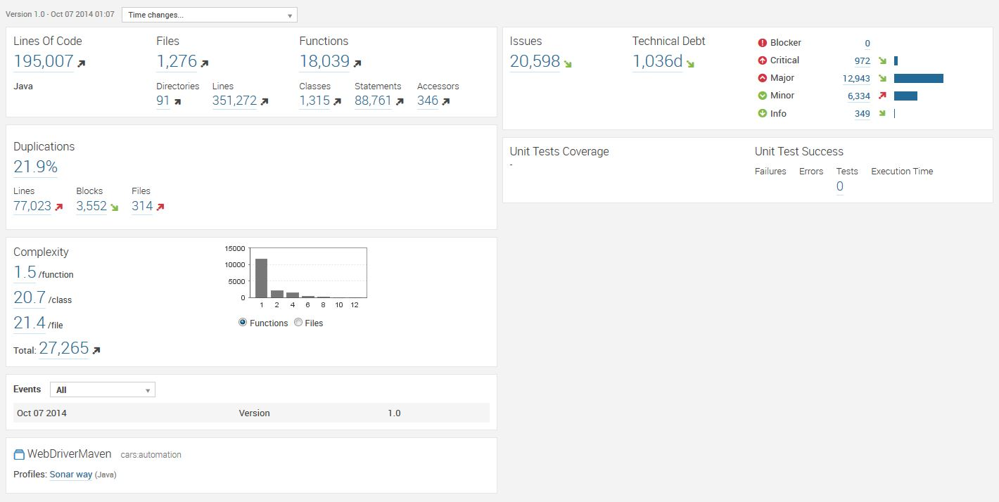 Version 1.0 - Oct 07 2014 01:07 Time changes...
Lines Of Code Files Functions
195,007 1,276 18,039
Java Directories Lines Classes Statements Accessors
91 351,272 1,315 88,761 346
Duplications
21.9%
Lines Blocks Files
77,023 3,552 314
Complexity
1.5 /function
20.7 /class
21.4 /file
Total: 27,265
15000
10000
5000
0
1 2 4 6 8 10 12
Functions Files
Events All
Oct 07 2014 Version 1.0
WebDriverMaven cars:automation
Profiles: Sonar way (Java)
Issues Technical Debt
20,598 1,036d
Blocker 0
Critical 972
Major 12,943
Minor 6,334
Info 349
Unit Tests Coverage
-
Unit Test Success
Failures Errors Tests Execution Time
0